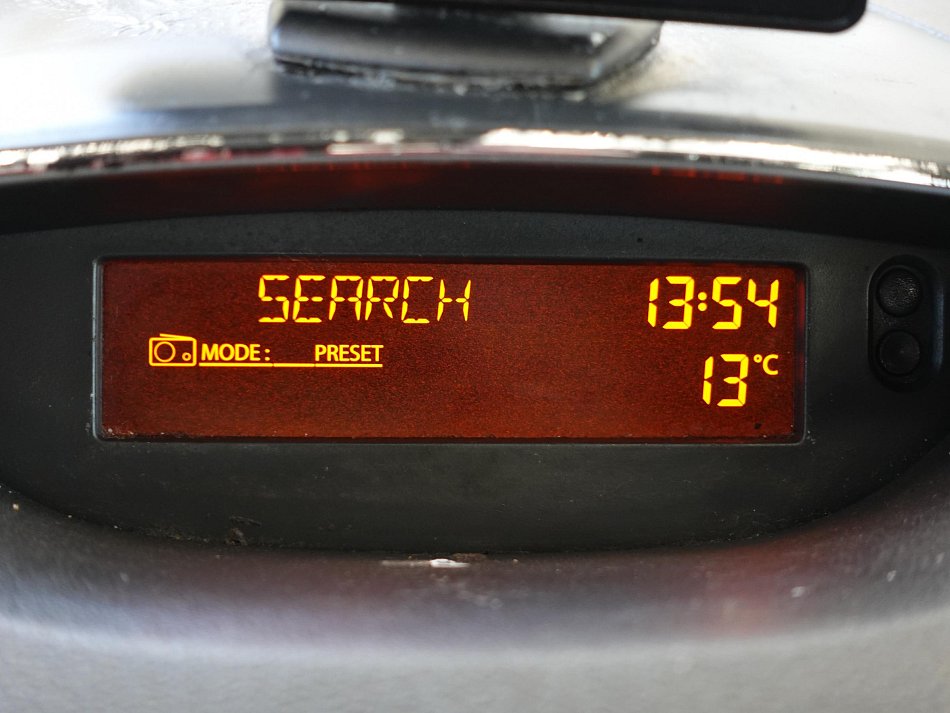 SEARCH 13:54
MODE: PRESET
13 °C